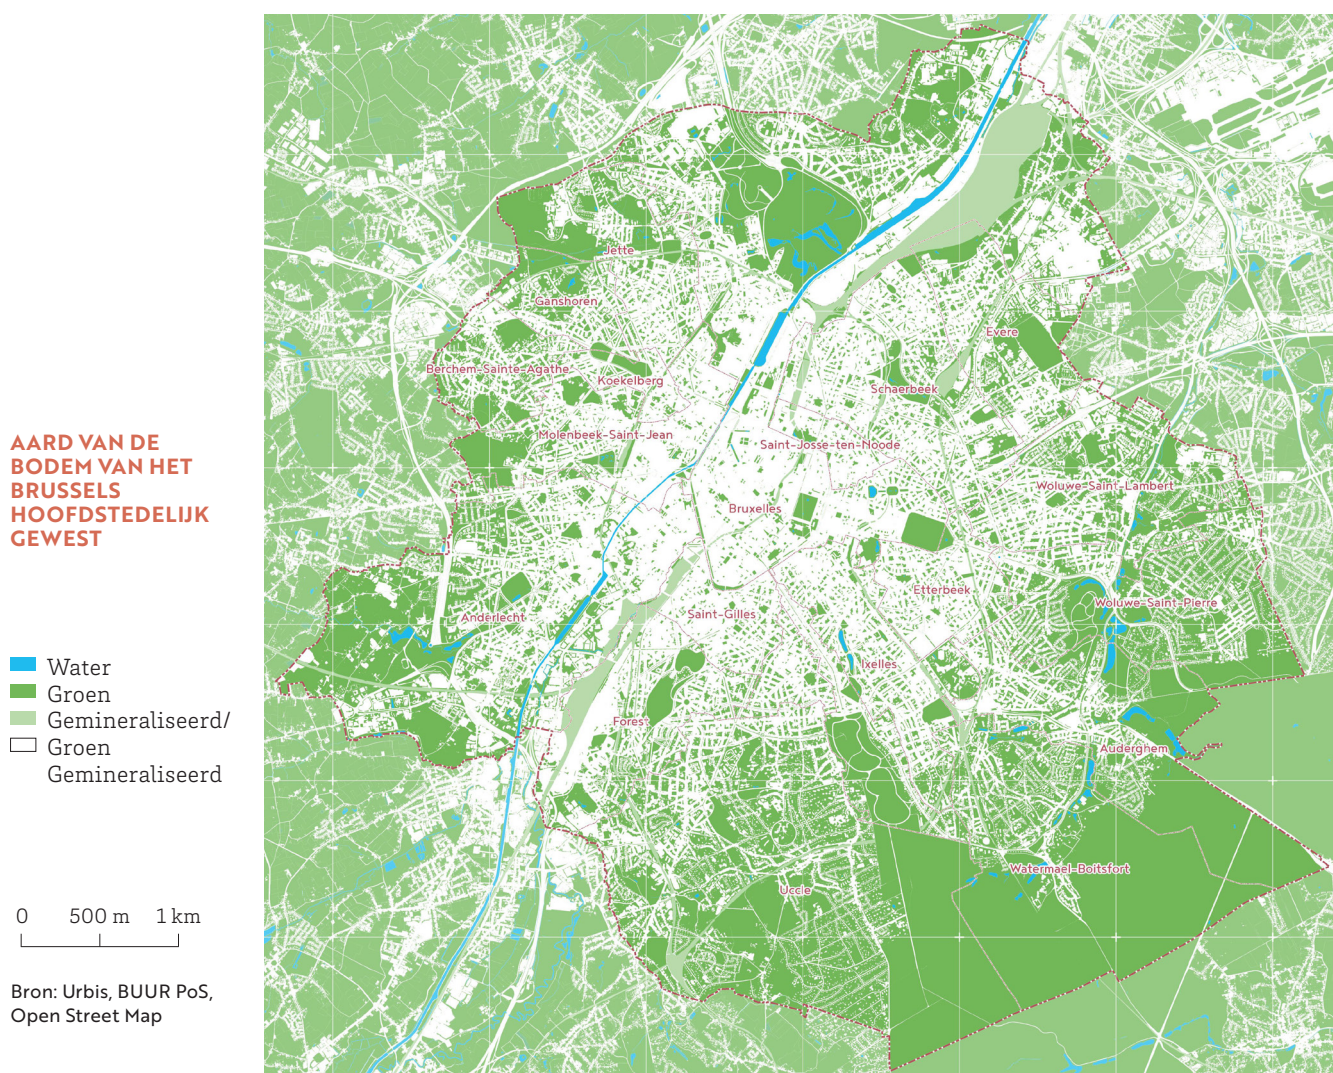 AARD VAN DE
BODEM VAN HET
BRUSSELS
HOOFDSTEDELIJK
GEWEST
Water
Groen
Gemineraliseerd/
Groen
Gemineraliseerd
0 500 m 1 km
Bron: Urbis, BUUR PoS,
Open Street Map
Jette
Ganshoren
Evere
Berchem-Sainte-Agathe
Koekelberg
Schaerbeek
Molenbeek-Saint-Jean
Saint-Josse-ten-Noode
Woluwe-Saint-Lambert
Bruxelles
Etterbeek
Woluwe-Saint-Pierre
Anderlecht
Saint-Gilles
Ixelles
Forest
Auderghem
Watermael-Boitsfort
Uccle